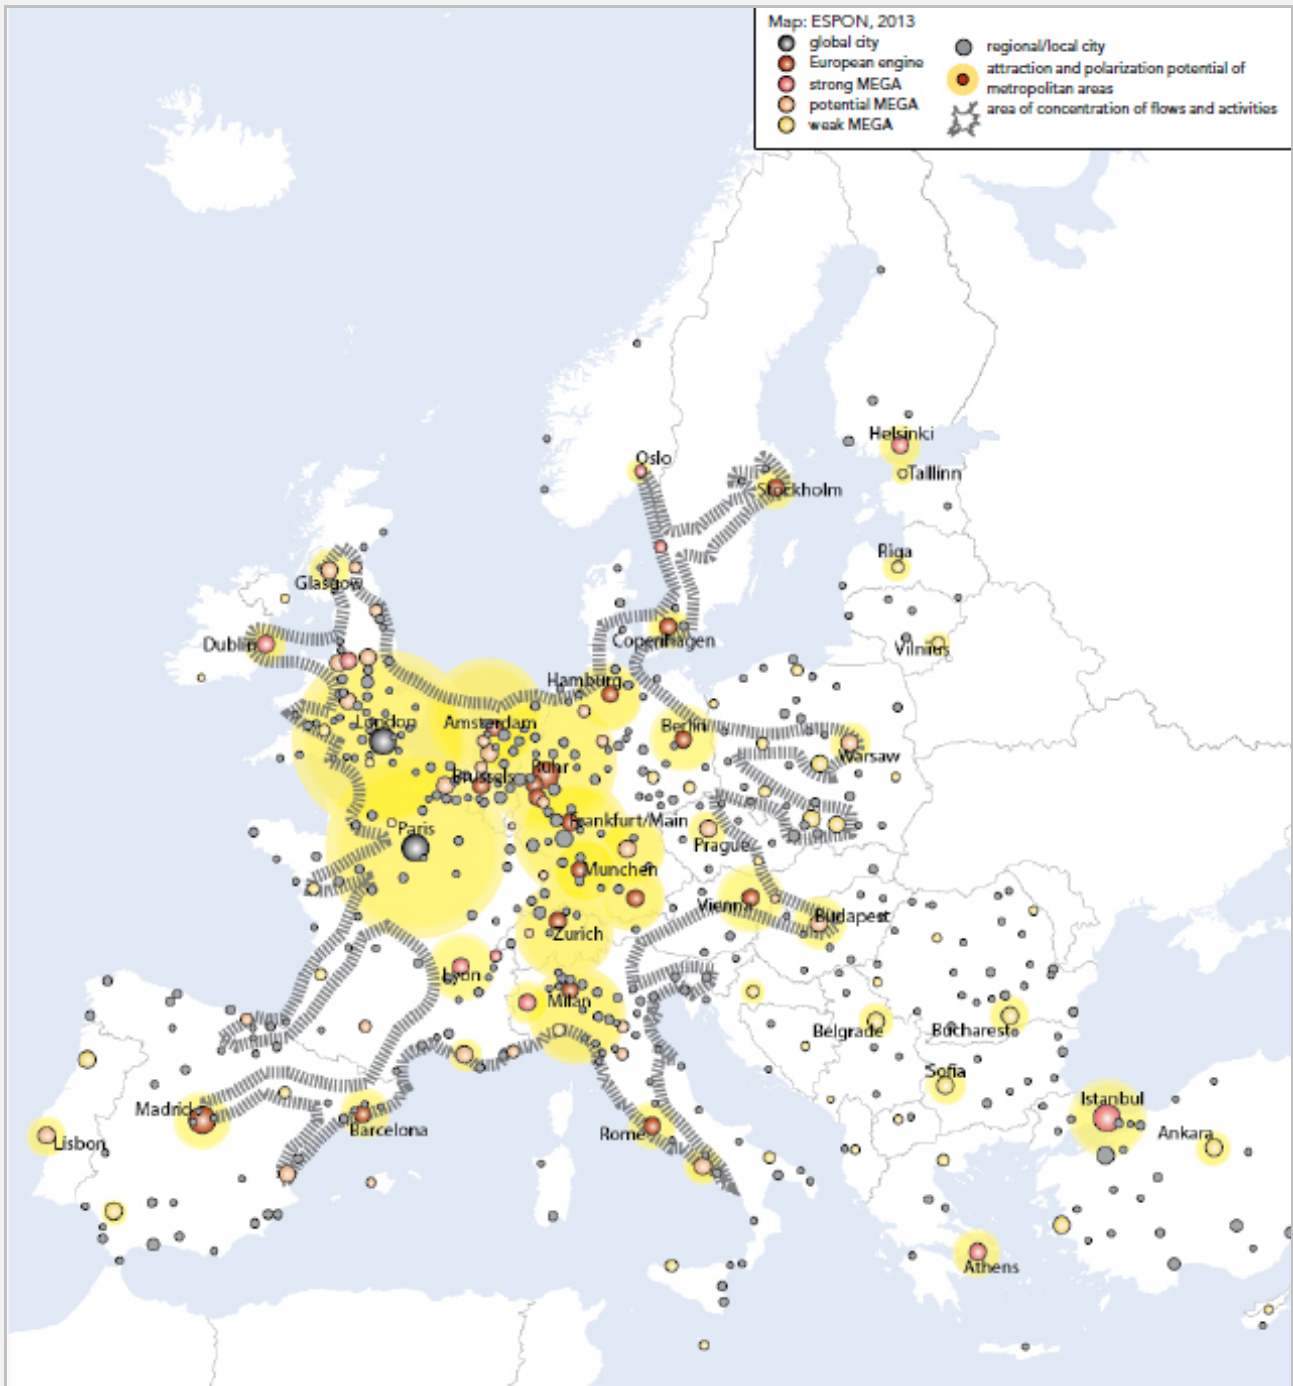 Map: ESPON, 2013
global city
European engine
strong MEGA
potential MEGA
weak MEGA
regional/local city
attraction and polarization potential of
metropolitan areas
area of concentration of flows and activities
Helsinki
Oslo
Talllinn
Stockholm
Riga
Glasgow
Copenhagen
Dublin
Vilnius
Hamburg
London
Amsterdam
Berlin
Warsaw
Ruhr
Brussels
Paris
Frankfurt/Main
Prague
Munchen
Vienna
Budapest
Zurich
Lyon
Milan
Belgrade
Bucharest
Sofia
Istanbul
Madrid
Barcelona
Rome
Ankara
Lisbon
Athens